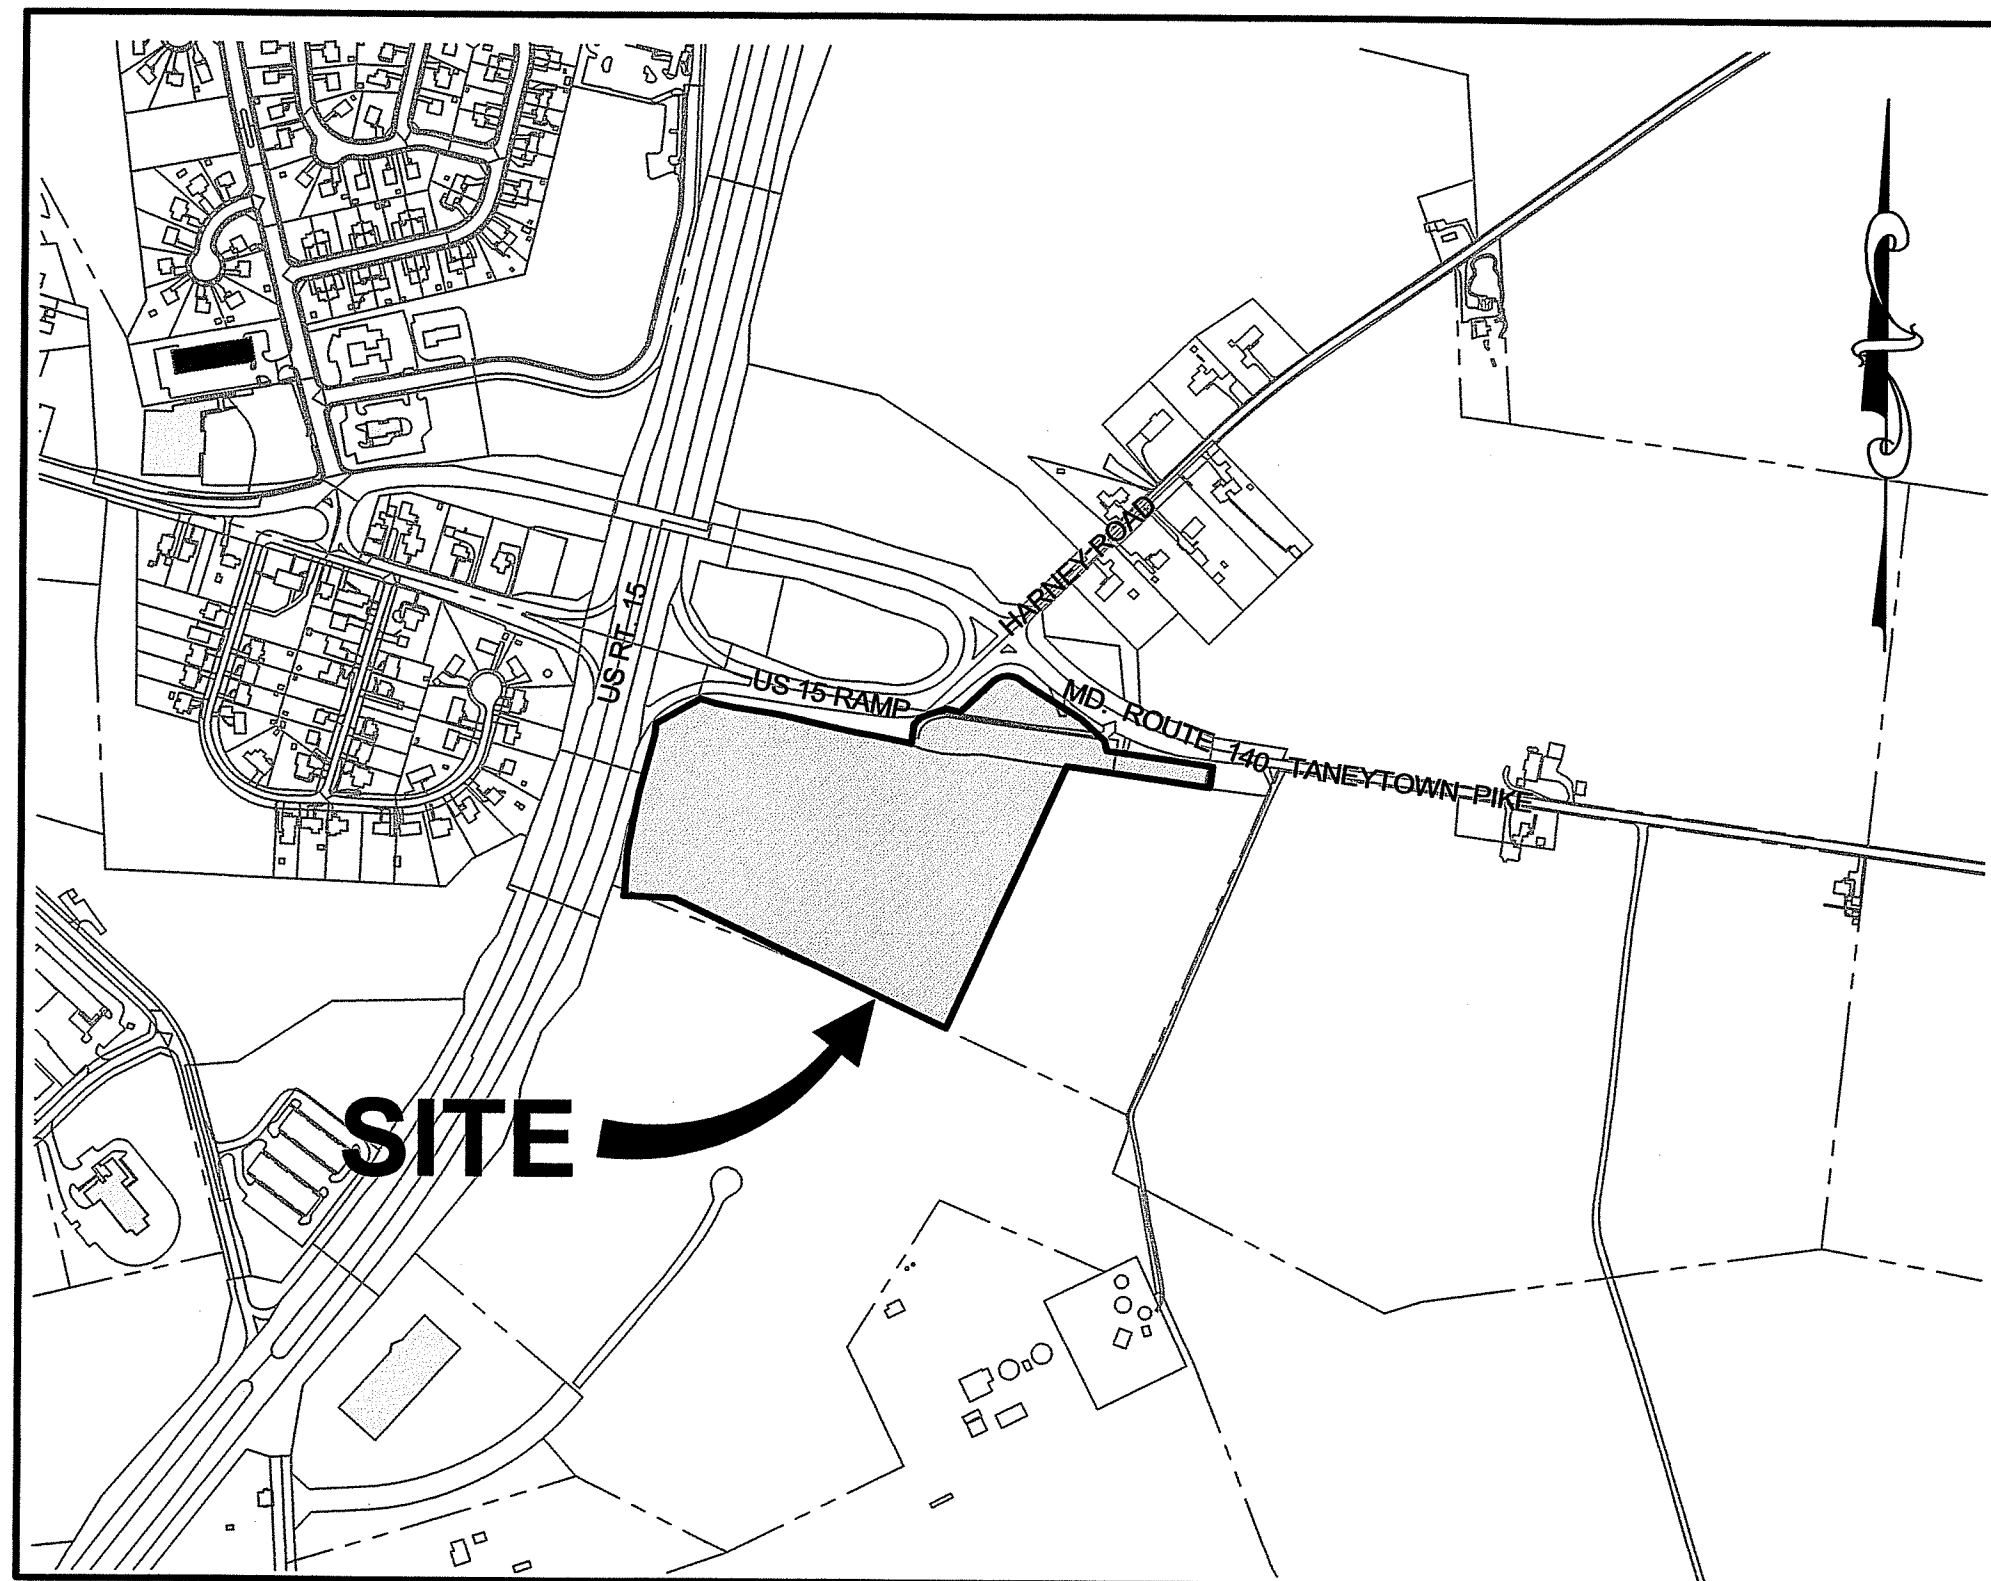 HARNEY ROAD
US RT. 15
US 15 RAMP
MD. ROUTE 140 TANEYTOWN PIKE
SITE